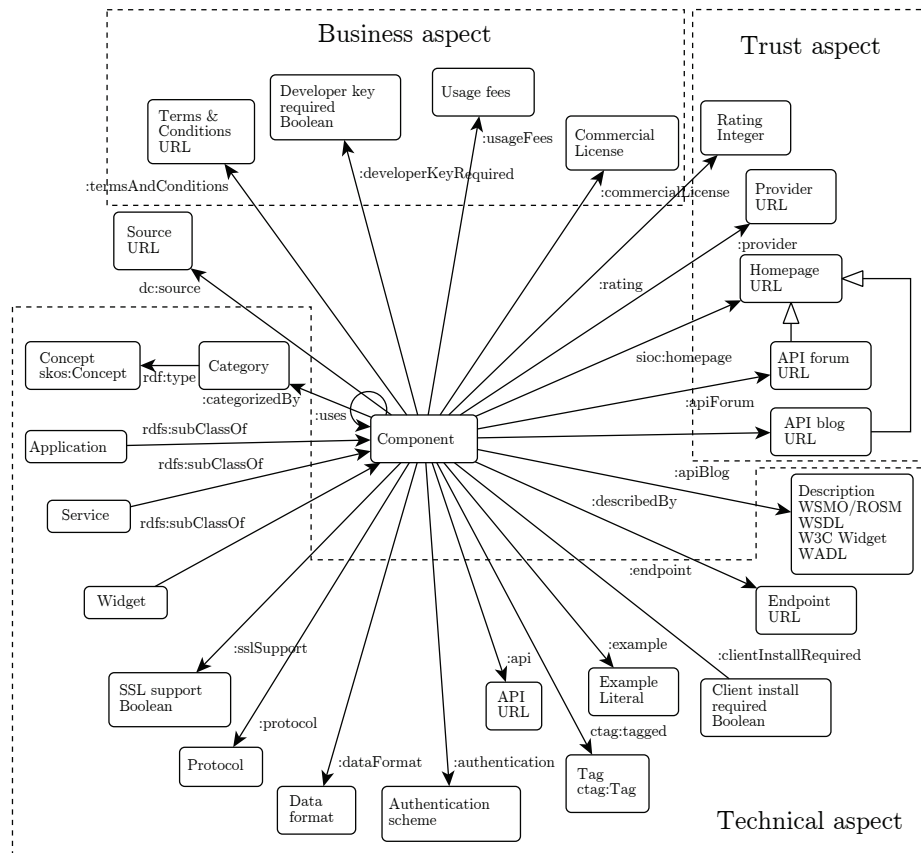 Business aspect
Trust aspect
Developer key
required
Boolean
Usage fees
Terms &
Conditions
URL
Commercial
License
Rating
Integer
:usageFees
:termsAndConditions
:developerKeyRequired
:commercialLicense
Provider
URL
Source
URL
:provider
dc:source
:rating
Homepage
URL
Concept
skos:Concept
rdf:type
Category
sioc:homepage
API forum
URL
:categorizedBy
:uses
:apiForum
Application
rdfs:subClassOf
Component
API blog
URL
rdfs:subClassOf
:apiBlog
Service
rdfs:subClassOf
:describedBy
Description
WSMO/ROSM
WSDL
W3C Widget
WADL
:endpoint
Widget
Endpoint
URL
:sslSupport
:api
:example
:clientInstallRequired
SSL support
Boolean
API
URL
Example
Literal
Client install
required
Boolean
:protocol
ctag:tagged
Protocol
:dataFormat
:authentication
Tag
ctag:Tag
Data
format
Authentication
scheme
Technical aspect